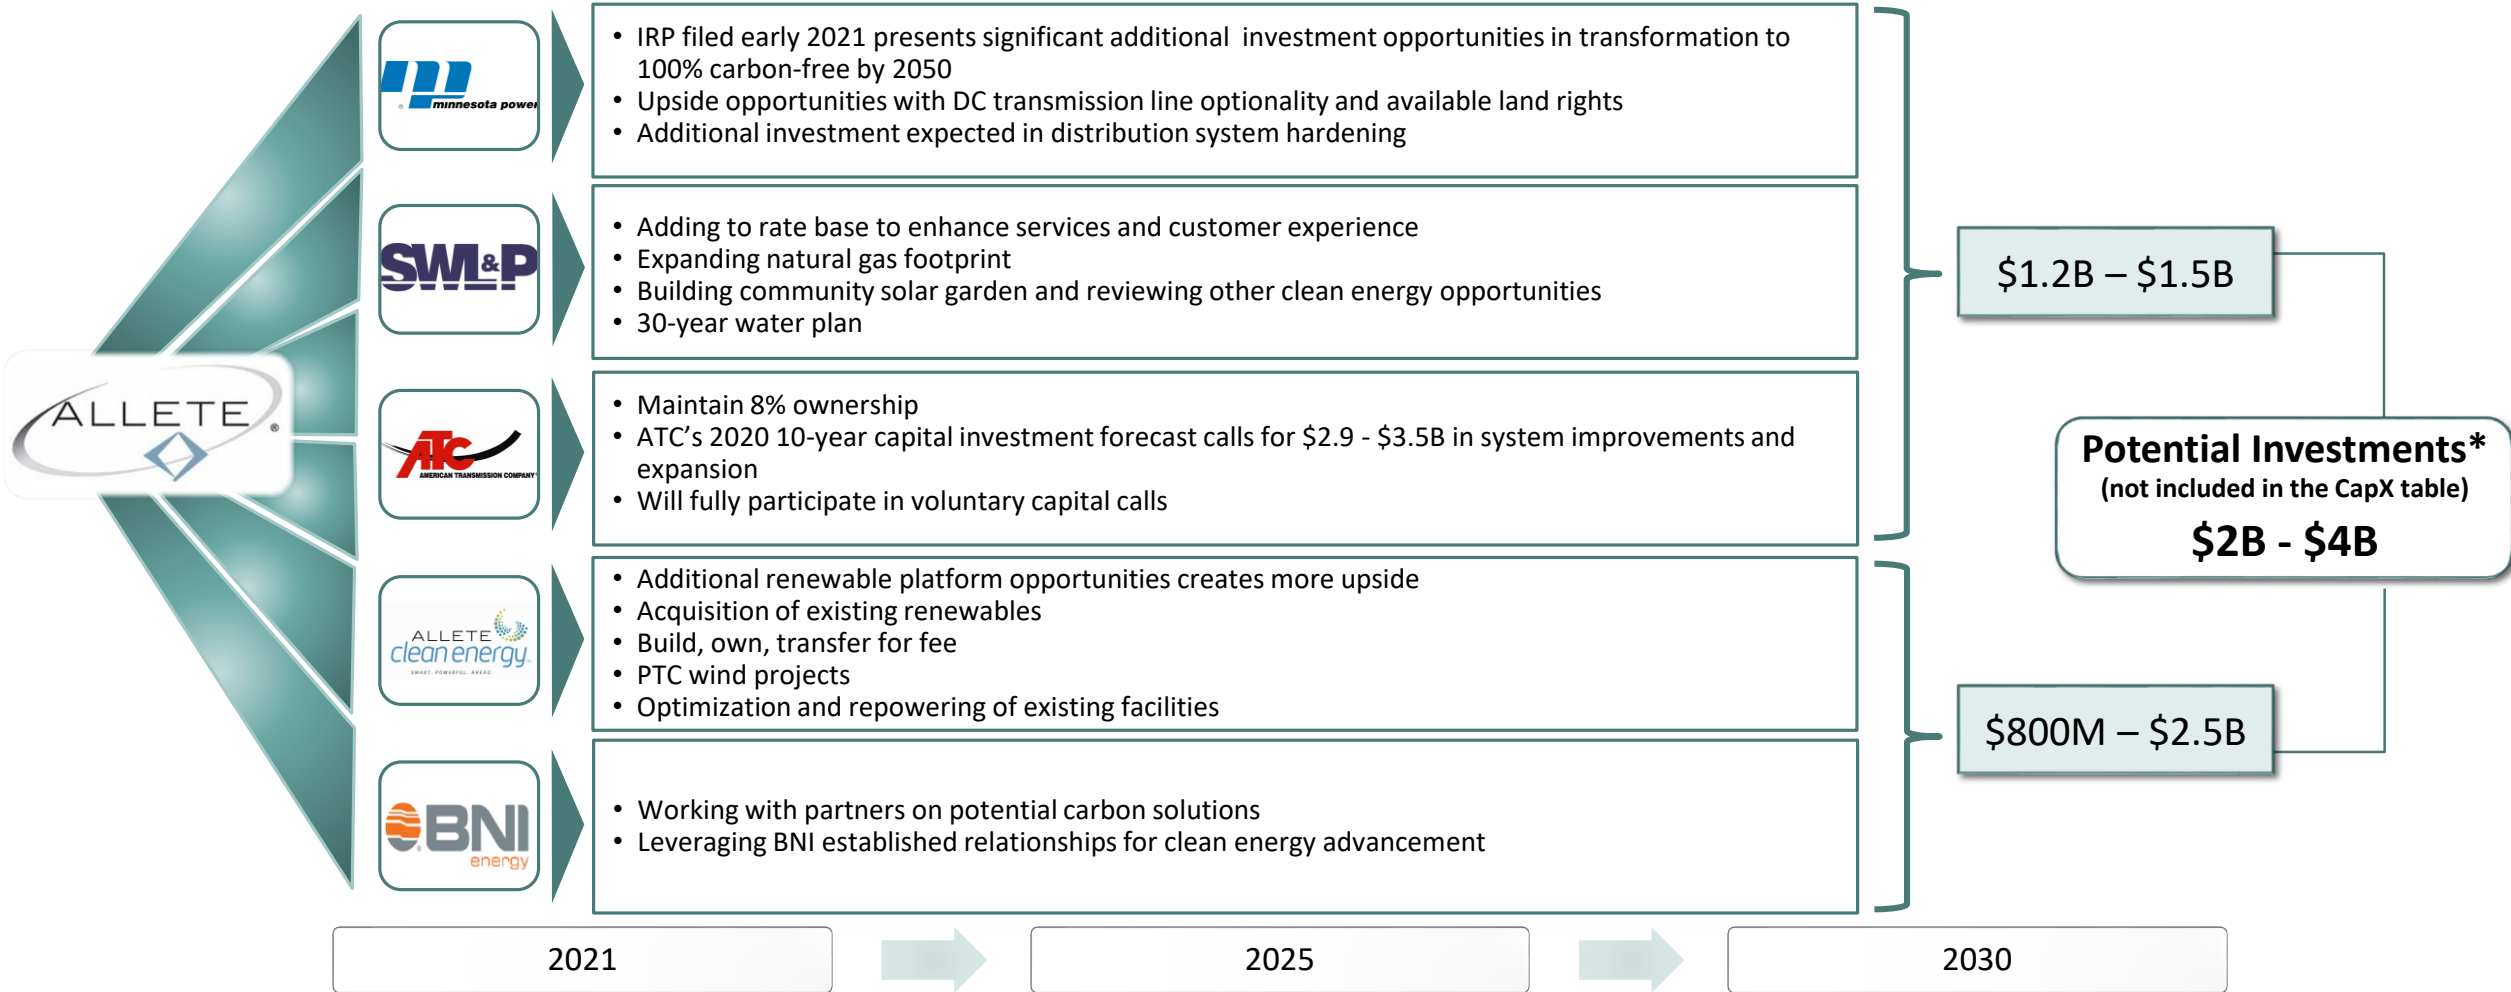 minnesota power
• IRP filed early 2021 presents significant additional investment opportunities in transformation to
100% carbon-free by 2050
• Upside opportunities with DC transmission line optionality and available land rights
• Additional investment expected in distribution system hardening
SWL&P
• Adding to rate base to enhance services and customer experience
• Expanding natural gas footprint
• Building community solar garden and reviewing other clean energy opportunities
• 30-year water plan
$1.2B – $1.5B
ALLETE®
ATC
AMERICAN TRANSMISSION COMPANY®
• Maintain 8% ownership
• ATC’s 2020 10-year capital investment forecast calls for $2.9 - $3.5B in system improvements and
expansion
• Will fully participate in voluntary capital calls
Potential Investments*
(not included in the CapX table)
$2B - $4B
ALLETE
clean energy
SMART. POWERFUL. AHEAD.
• Additional renewable platform opportunities creates more upside
• Acquisition of existing renewables
• Build, own, transfer for fee
• PTC wind projects
• Optimization and repowering of existing facilities
$800M – $2.5B
BNI
energy
• Working with partners on potential carbon solutions
• Leveraging BNI established relationships for clean energy advancement
2021
2025
2030